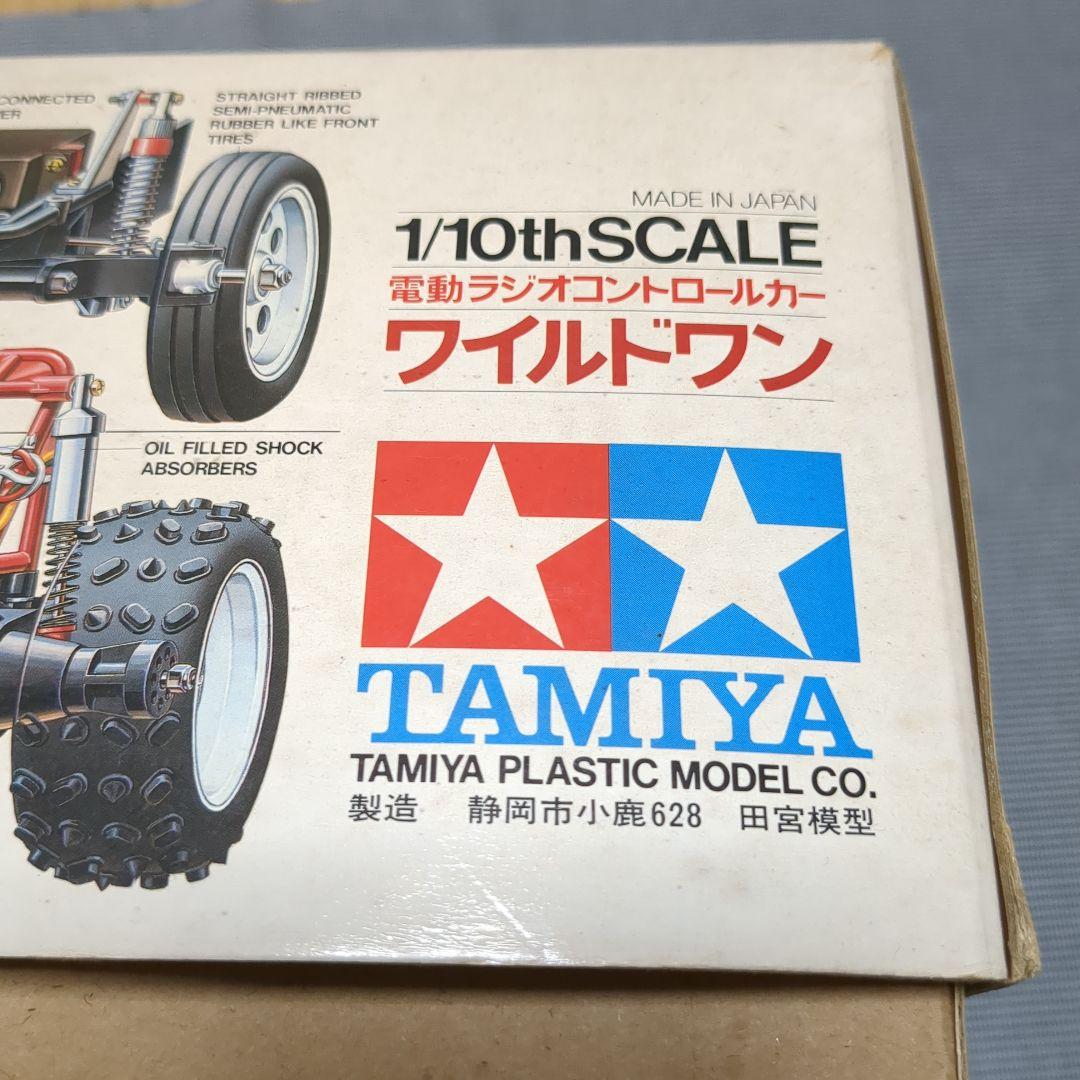 CONNECTED
STRAIGHT RIBBED
SEMI-PNEUMATIC
RUBBER LIKE FRONT
TIRES
MADE IN JAPAN
1/10th SCALE
電動ラジオコントロールカー
ワイルドワン
OIL FILLED SHOCK
ABSORBERS
TAMIYA
TAMIYA PLASTIC MODEL CO.
製造 静岡市小鹿628 田宮模型